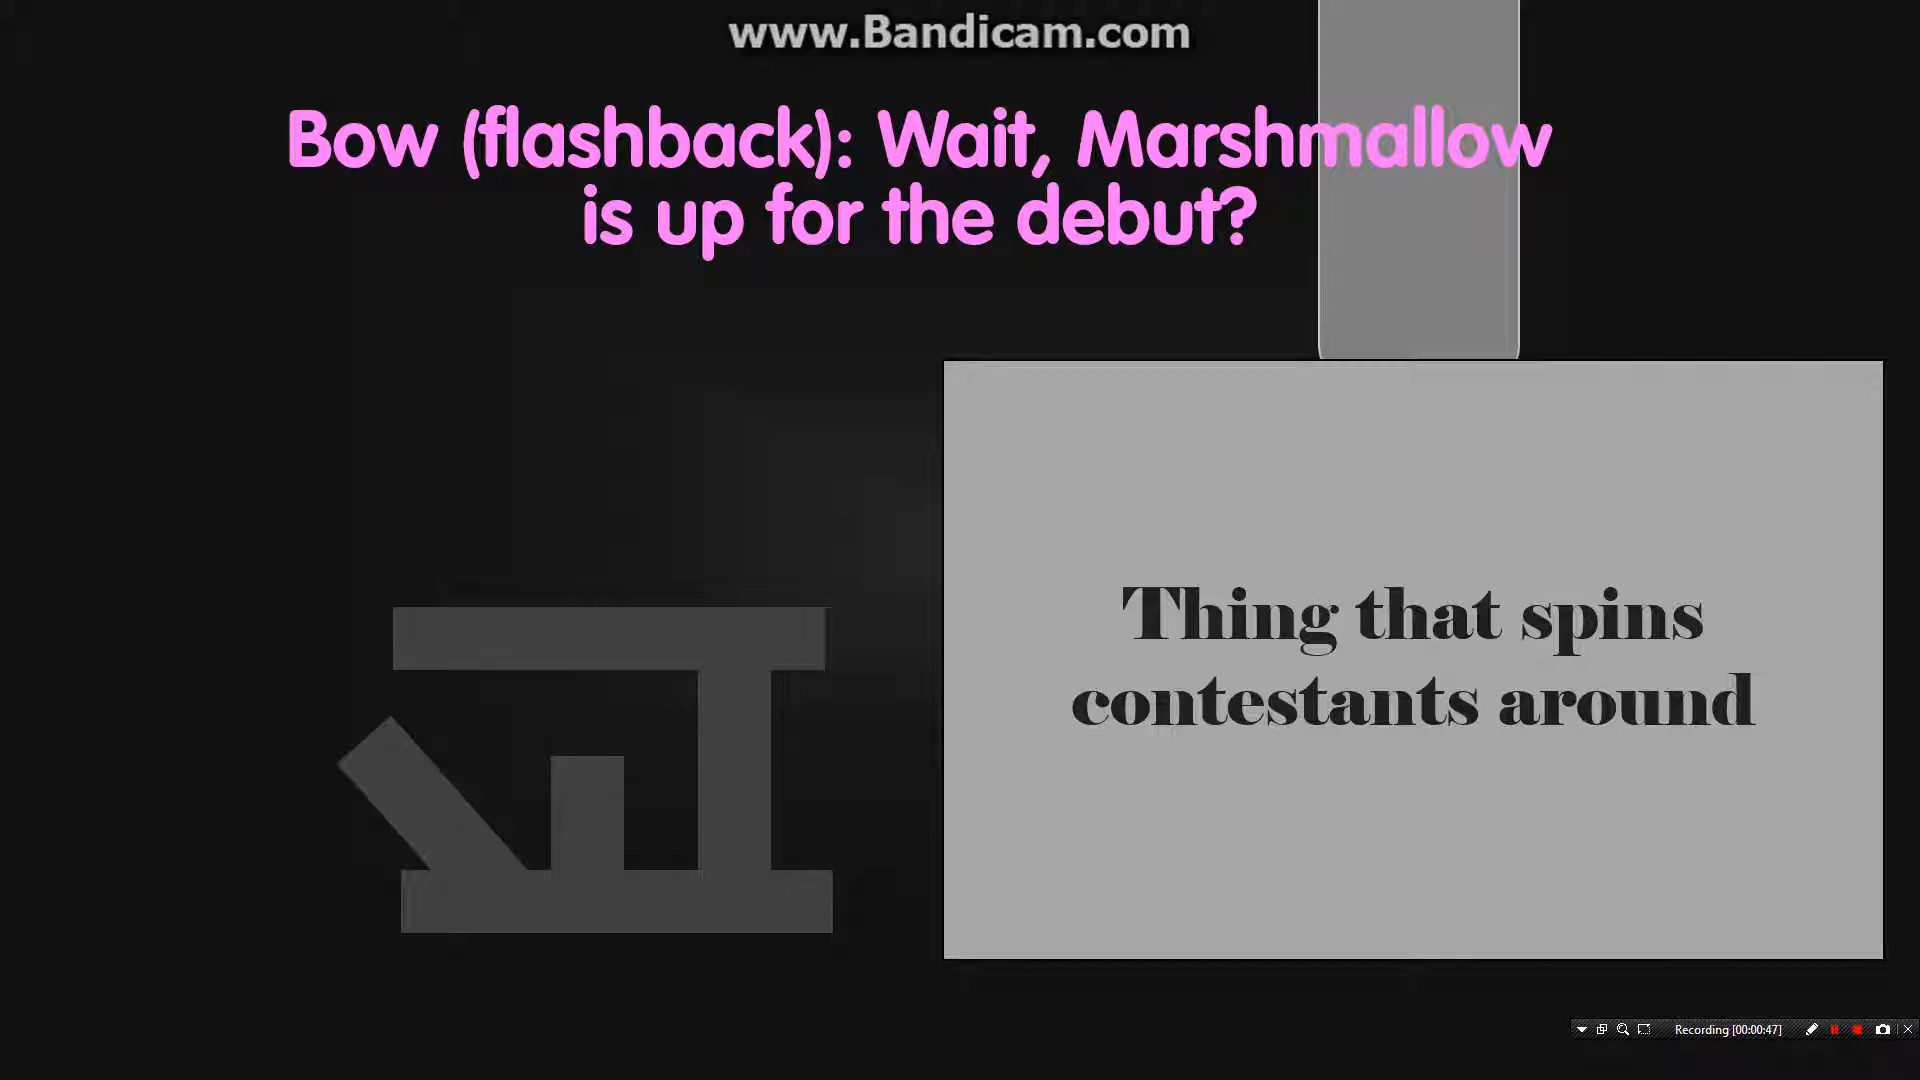 www.Bandicam.com
Bow (flashback): Wait, Marshmallow
is up for the debut?
Thing that spins
contestants around
Recording [00:00:47]